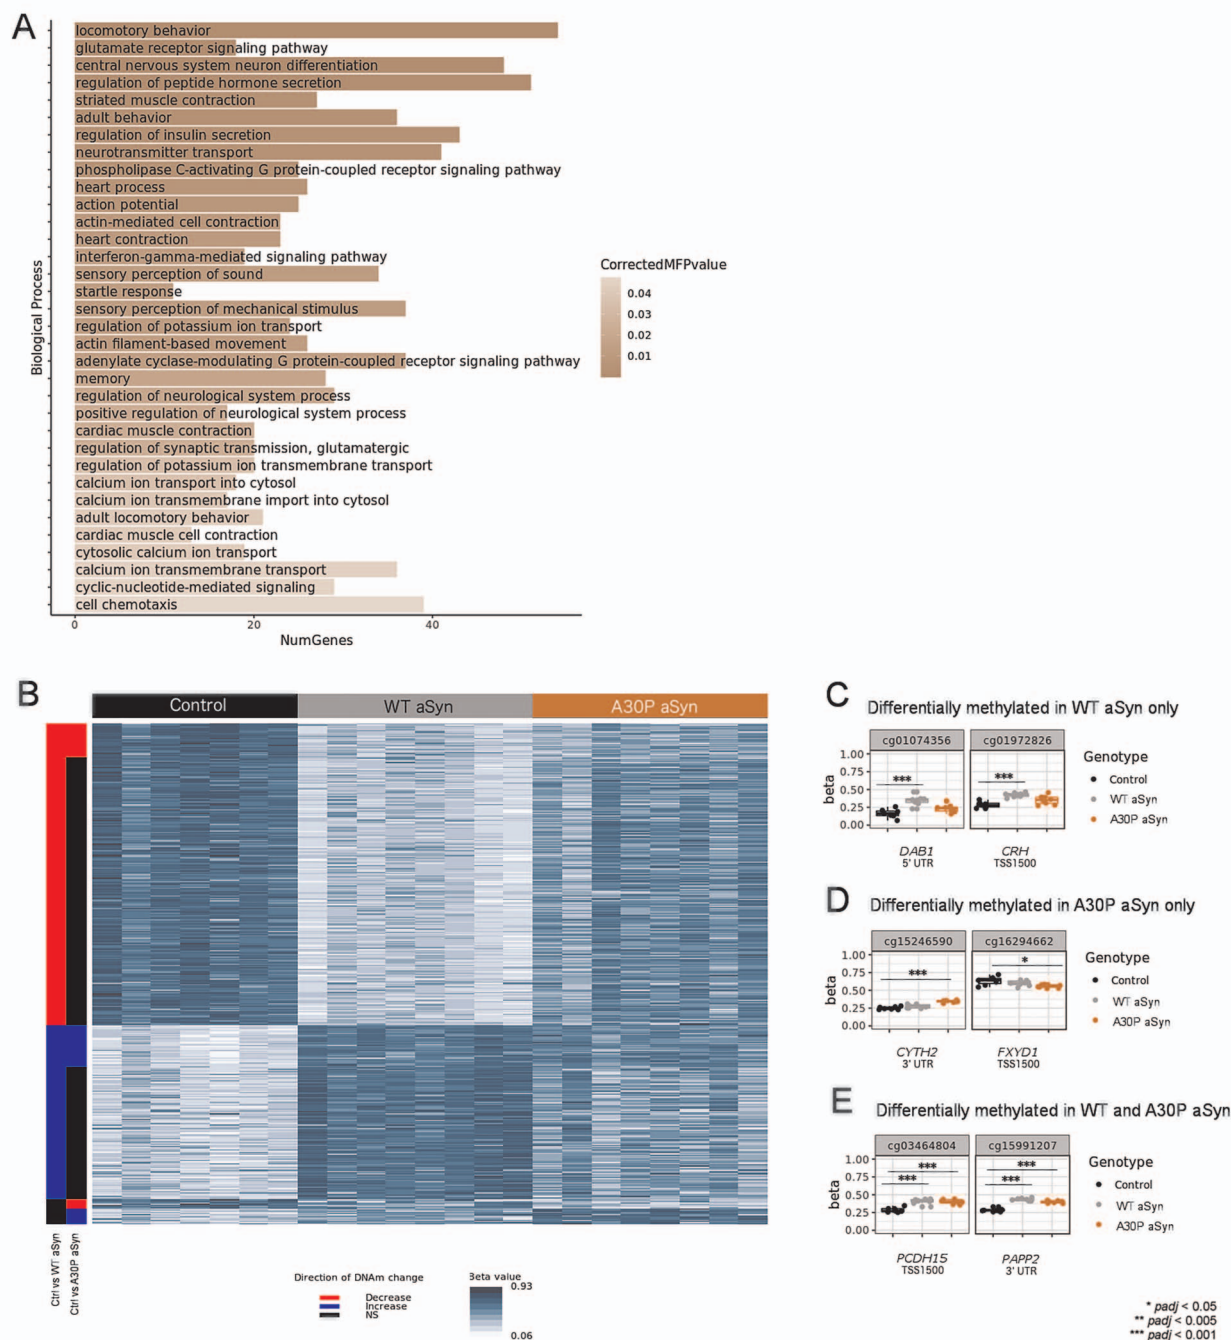 A
locomotory behavior
glutamate receptor signaling pathway
central nervous system neuron differentiation
regulation of peptide hormone secretion
striated muscle contraction
adult behavior
regulation of insulin secretion
neurotransmitter transport
phospholipase C-activating G protein-coupled receptor signaling pathway
heart process
action potential
actin-mediated cell contraction
heart contraction
interferon-gamma-mediated signaling pathway
sensory perception of sound
startle response
sensory perception of mechanical stimulus
regulation of potassium ion transport
actin filament-based movement
adenylate cyclase-modulating G protein-coupled receptor signaling pathway
memory
regulation of neurological system process
positive regulation of neurological system process
cardiac muscle contraction
regulation of synaptic transmission, glutamatergic
regulation of potassium ion transmembrane transport
calcium ion transport into cytosol
calcium ion transmembrane import into cytosol
adult locomotory behavior
cardiac muscle cell contraction
cytosolic calcium ion transport
calcium ion transmembrane transport
cyclic-nucleotide-mediated signaling
cell chemotaxis
Biological Process
0 20 40
NumGenes
CorrectedMFPvalue
0.04
0.03
0.02
0.01
B
Control WT aSyn A30P aSyn
Ctrl vs WT aSyn
Ctrl vs A30P aSyn
Direction of DNAm change
Decrease
Increase
NS
Beta value
0.93
0.06
C Differentially methylated in WT aSyn only
cg01074356 cg01972826
1.00
0.75
0.50
0.25
0.00
beta
*** ***
DAB1 CRH
5' UTR TSS1500
Genotype
Control
WT aSyn
A30P aSyn
D Differentially methylated in A30P aSyn only
cg15246590 cg16294662
1.00
0.75
0.50
0.25
0.00
beta
*** *
CYTH2 FXYD1
3' UTR TSS1500
Genotype
Control
WT aSyn
A30P aSyn
E Differentially methylated in WT and A30P aSyn
cg03464804 cg15991207
1.00
0.75
0.50
0.25
0.00
beta
*** ***
*** ***
PCDH15 PAPP2
TSS1500 3' UTR
Genotype
Control
WT aSyn
A30P aSyn
* padj < 0.05
** padj < 0.005
*** padj < 0.001